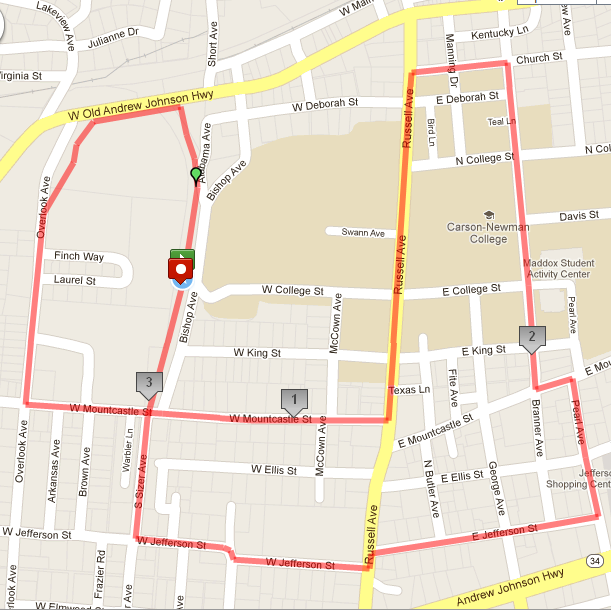 Lakeview Ave
Julianne Dr
Virginia St
Short Ave
W Main
Kentucky Ln
Manning Dr
Church St
W Old Andrew Johnson Hwy
W Deborah St
E Deborah St
Russell Ave
Bird Ln
Teal Ln
Alabama Ave
Bishop Ave
N College St
N Col
Overlook Ave
Swann Ave
Carson-Newman
College
Davis St
Finch Way
Laurel St
Maddox Student
Activity Center
Russell Ave
W College St
E College St
Bishop Ave
McCown Ave
Pearl Ave
W King St
E King St
2
E Mou
3
1
Texas Ln
Fite Ave
W Mountcastle St
W Mountcastle St
E Mountcastle St
Branner Ave
Pearl Ave
Overlook Ave
Arkansas Ave
Brown Ave
Warbler Ln
S Sizer Ave
McCown Ave
W Ellis St
E Ellis St
N Butler Ave
George Ave
Jefferso
Shopping Cent
W Jefferson St
W Jefferson St
W Jefferson St
E Jefferson St
Russell Ave
Frazier Rd
34
Andrew Johnson Hwy
W Elmwood St